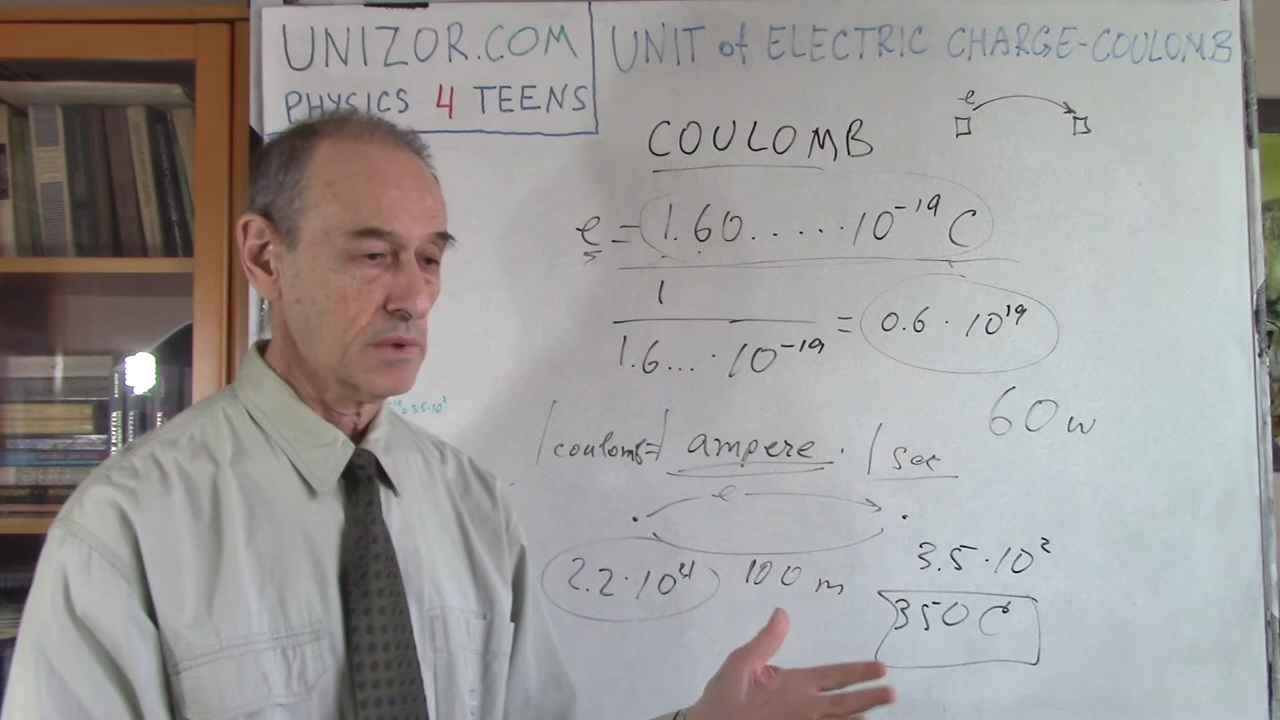 UNIZOR.COM
PHYSICS 4 TEENS
UNIT of ELECTRIC CHARGE-COULOMB
e
COULOMB
e = 1.60.....10⁻¹⁹ C
1
1.6... · 10⁻¹⁹ = 0.6 · 10¹⁹
60 w
1 coulomb = 1 ampere · 1 sec
e
2.2 · 10⁴ 100 m 3.5 · 10²
350 C